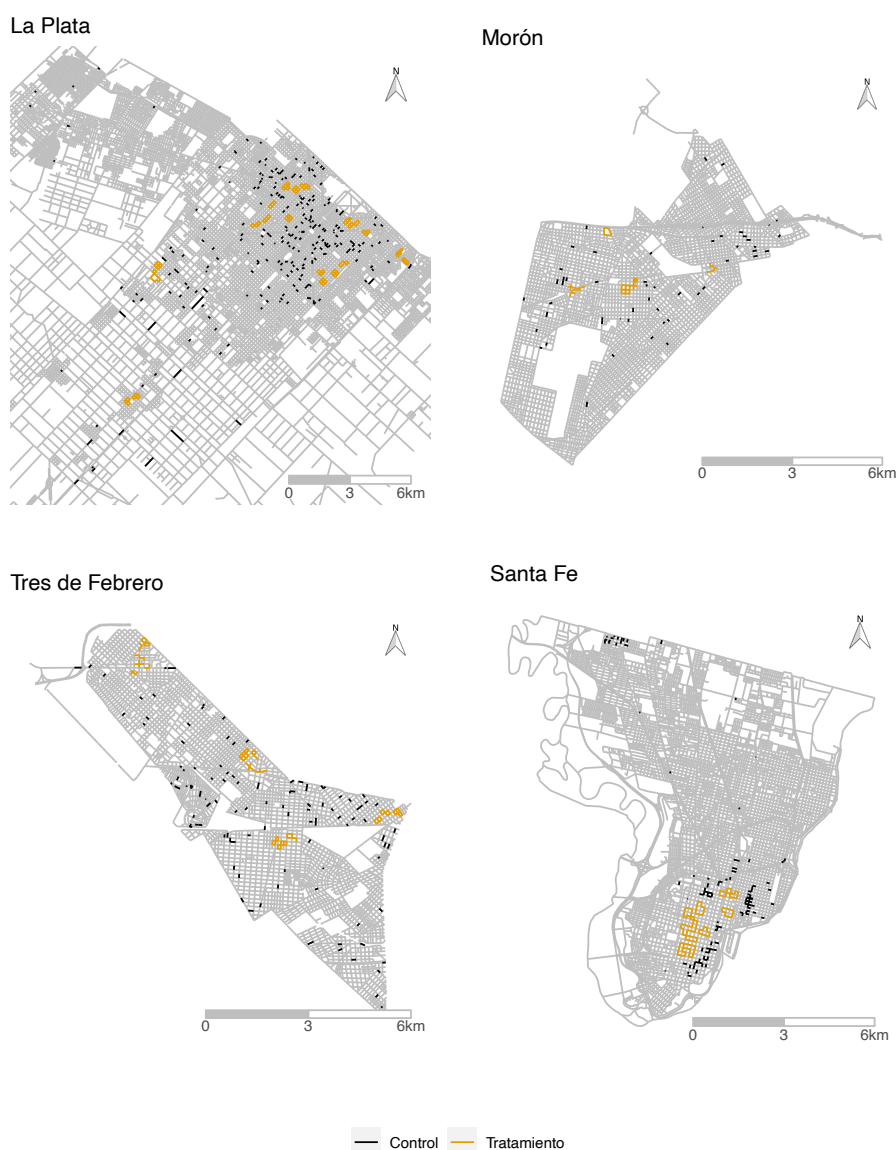 La Plata
N
0 3 6km
Morón
N
0 3 6km
Tres de Febrero
N
0 3 6km
Santa Fe
N
0 3 6km
Control Tratamiento